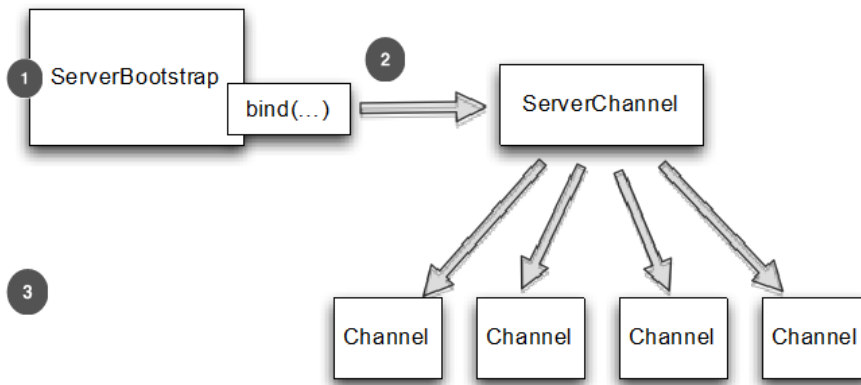 2
1
ServerBootstrap
bind(...)
ServerChannel
3
Channel
Channel
Channel
Channel